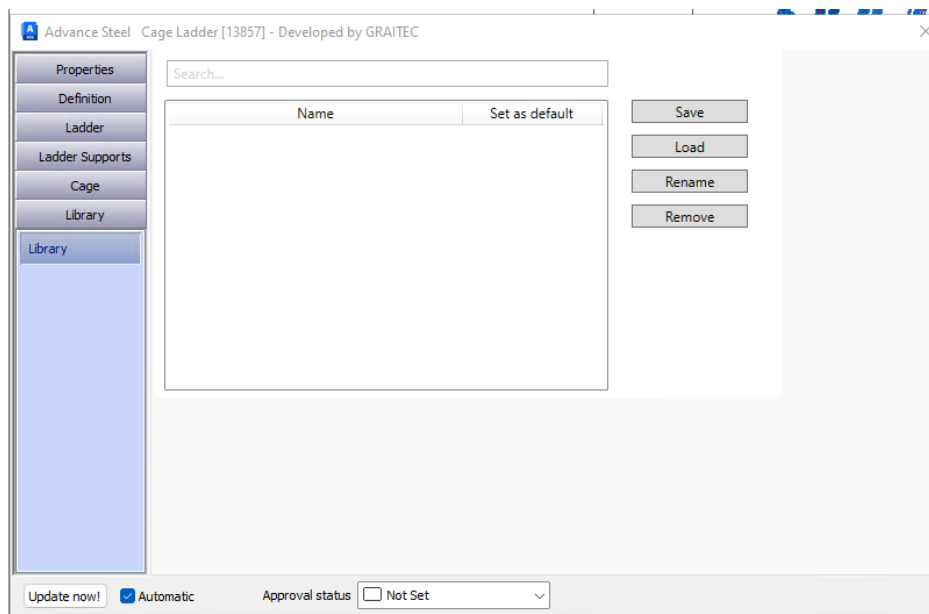 Advance Steel Cage Ladder [13857] - Developed by GRAITEC
Properties
Definition
Ladder
Ladder Supports
Cage
Library
Library
Search...
Name Set as default
Save
Load
Rename
Remove
Update now! Automatic Approval status Not Set